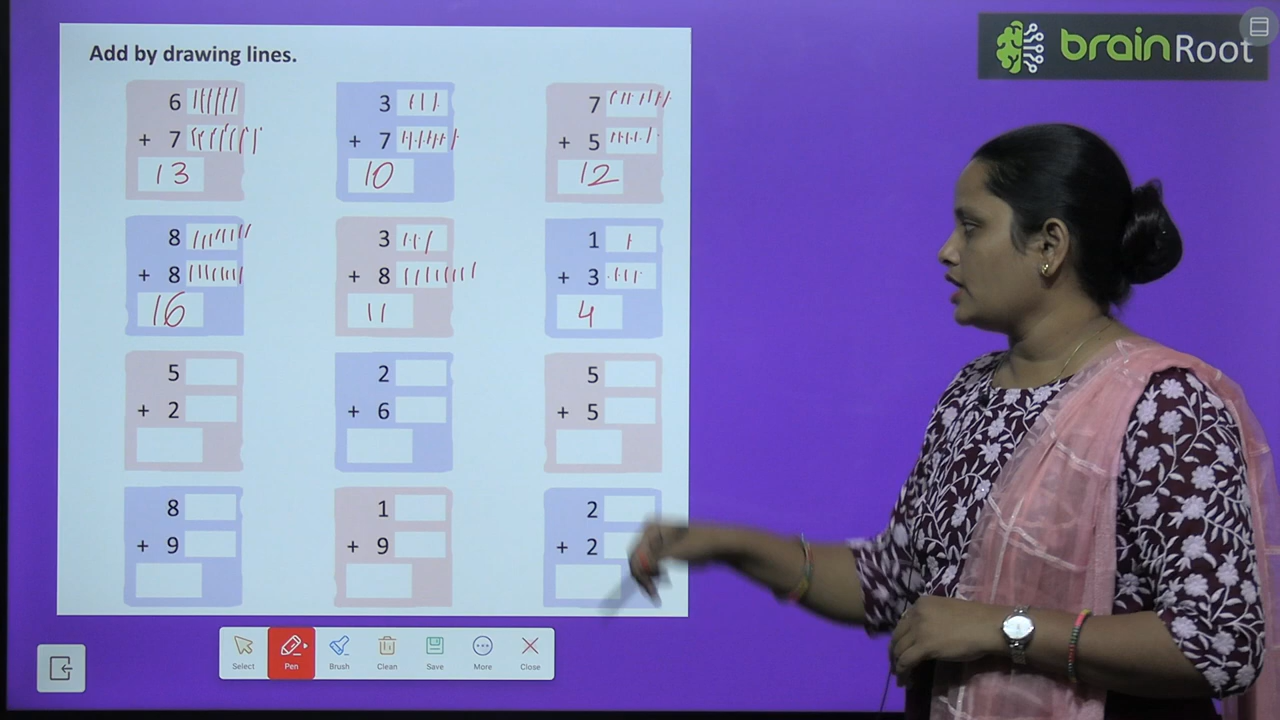 brainRoot
Add by drawing lines.
6 3 7
+ 7 + 7 + 5
13 10 12
8 3 1
+ 8 + 8 + 3
16 11 4
5 2 5
+ 2 + 6 + 5
8 1 2
+ 9 + 9 + 2
Select Pen Brush Clean Save More Close